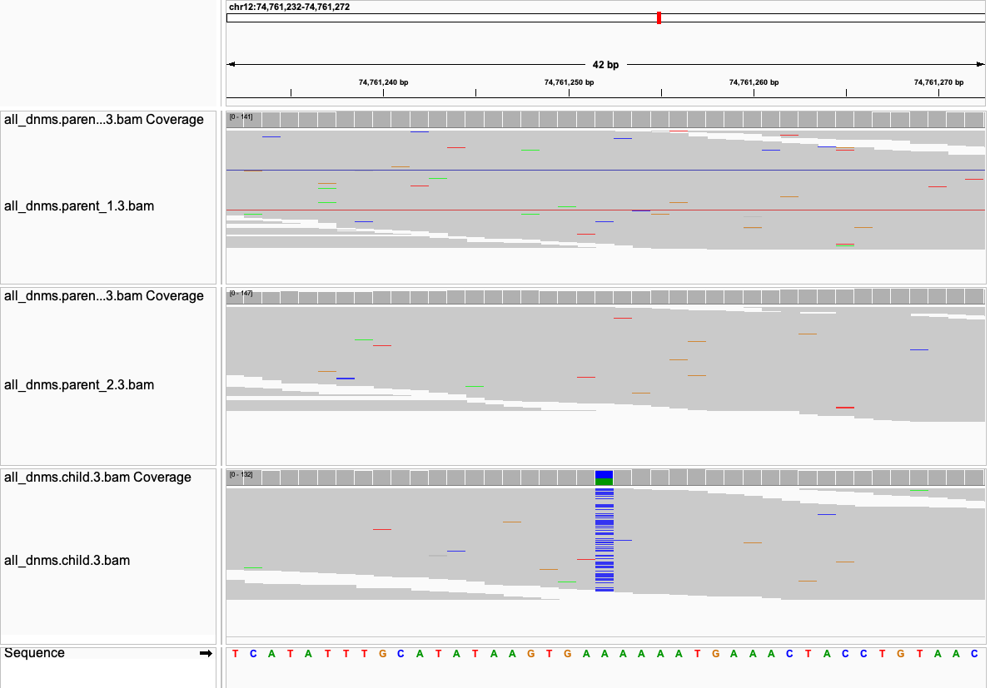 chr12:74,761,232-74,761,272
42 bp
74,761,240 bp 74,761,250 bp 74,761,260 bp 74,761,270 bp
all_dnms.paren...3.bam Coverage
[0 - 141]
all_dnms.parent_1.3.bam
all_dnms.paren...3.bam Coverage
[0 - 147]
all_dnms.parent_2.3.bam
all_dnms.child.3.bam Coverage
[0 - 132]
all_dnms.child.3.bam
Sequence
T C A T A T T T G C A T A T A A G T G A A A A A A T G A A A C T A C C T G T A A C